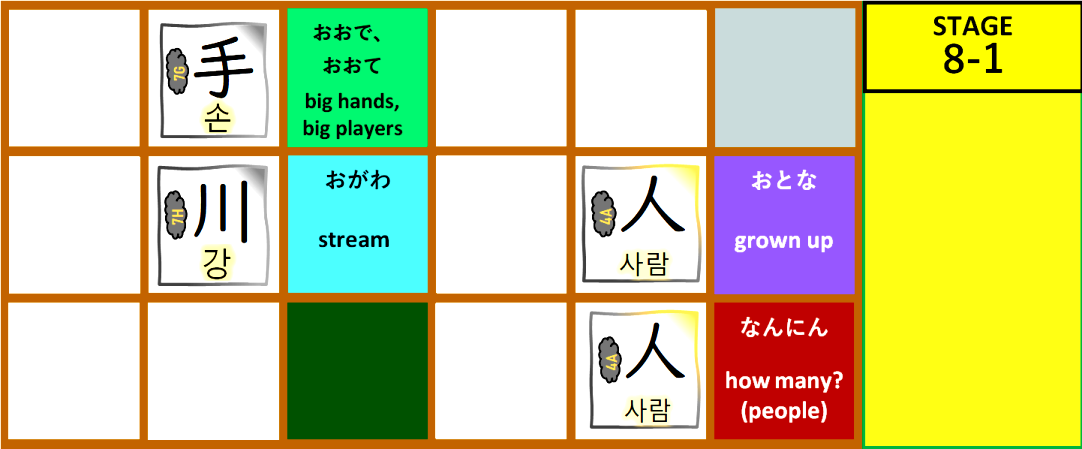 7G
手
손
おおで、
おおて
big hands,
big players
STAGE
8-1
7H
川
강
おがわ
stream
4A
人
사람
おとな
grown up
4A
人
사람
なんにん
how many?
(people)